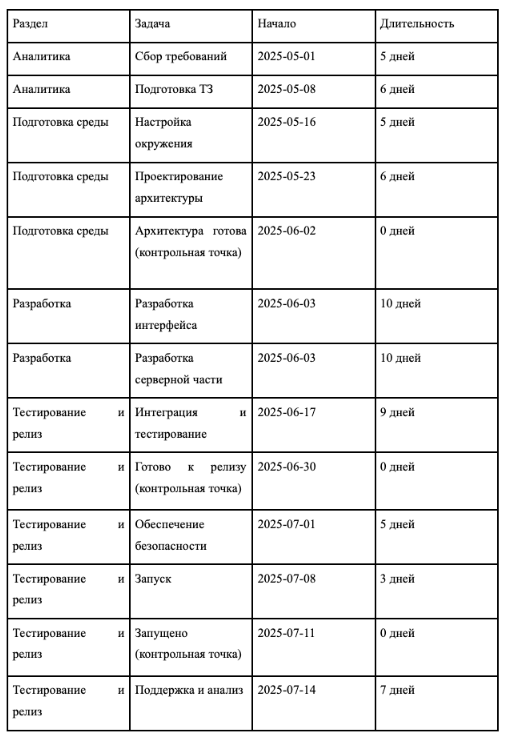 Раздел Задача Начало Длительность
Аналитика Сбор требований 2025-05-01 5 дней
Аналитика Подготовка ТЗ 2025-05-08 6 дней
Подготовка среды Настройка 2025-05-16 5 дней
окружения
Подготовка среды Проектирование 2025-05-23 6 дней
архитектуры
Подготовка среды Архитектура готова 2025-06-02 0 дней
(контрольная точка)
Разработка Разработка 2025-06-03 10 дней
интерфейса
Разработка Разработка 2025-06-03 10 дней
серверной части
Тестирование и Интеграция и 2025-06-17 9 дней
релиз тестирование
Тестирование и Готово к релизу 2025-06-30 0 дней
релиз (контрольная точка)
Тестирование и Обеспечение 2025-07-01 5 дней
релиз безопасности
Тестирование и Запуск 2025-07-08 3 дней
релиз
Тестирование и Запущено 2025-07-11 0 дней
релиз (контрольная точка)
Тестирование и Поддержка и анализ 2025-07-14 7 дней
релиз